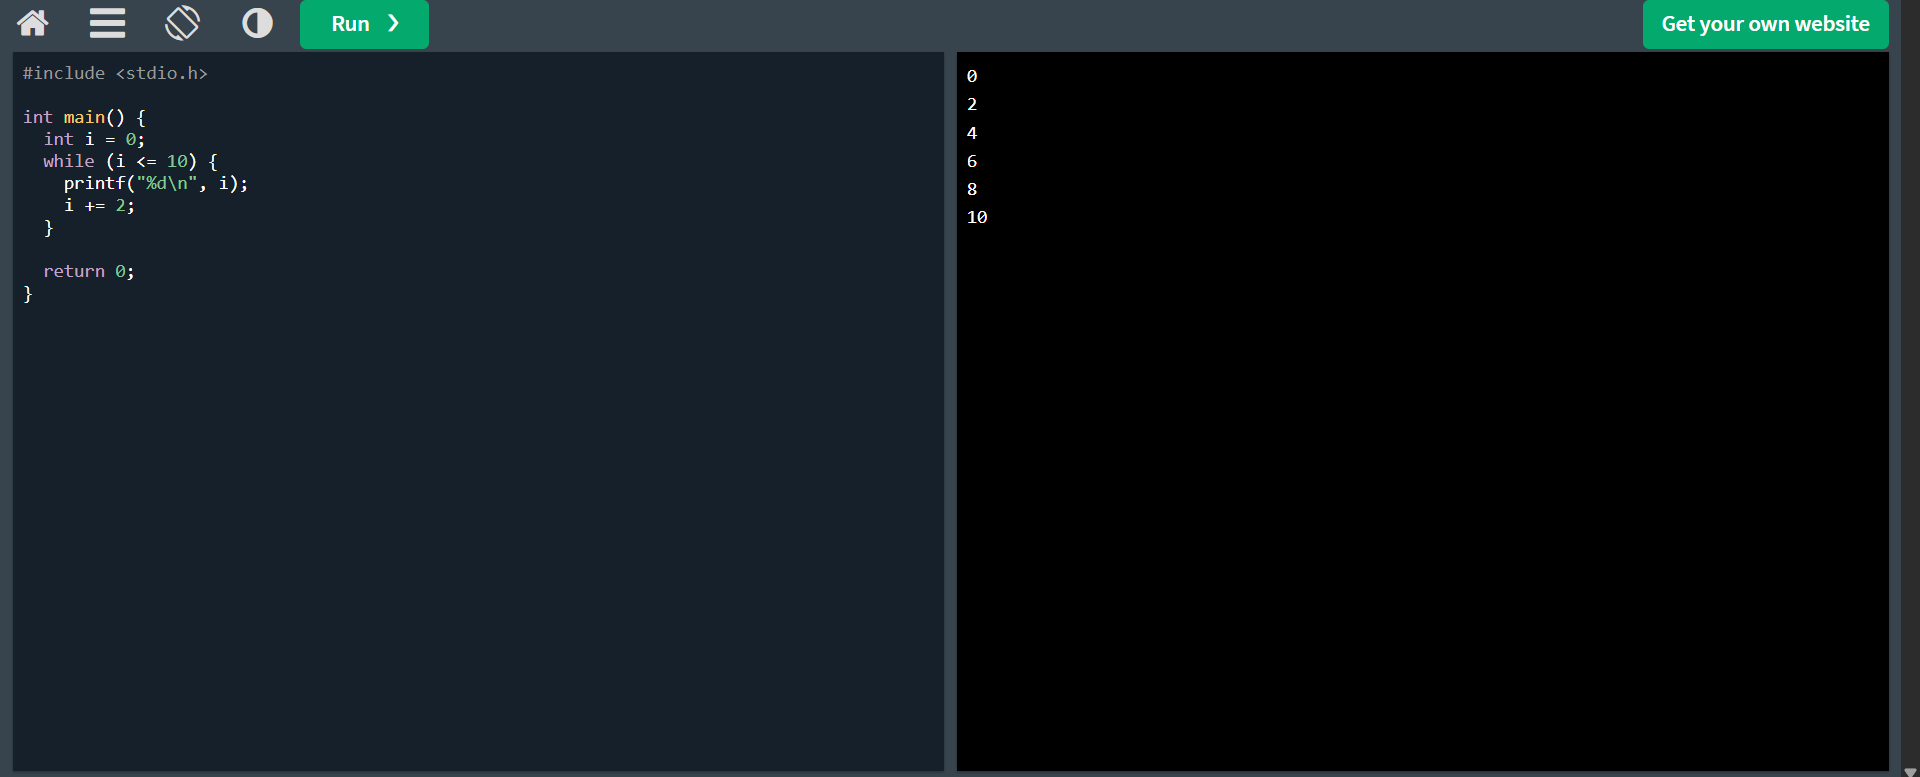 Run ❯
Get your own website
#include <stdio.h>
int main() {
  int i = 0;
  while (i <= 10) {
    printf("%d\n", i);
    i += 2;
  }
  return 0;
}
0
2
4
6
8
10